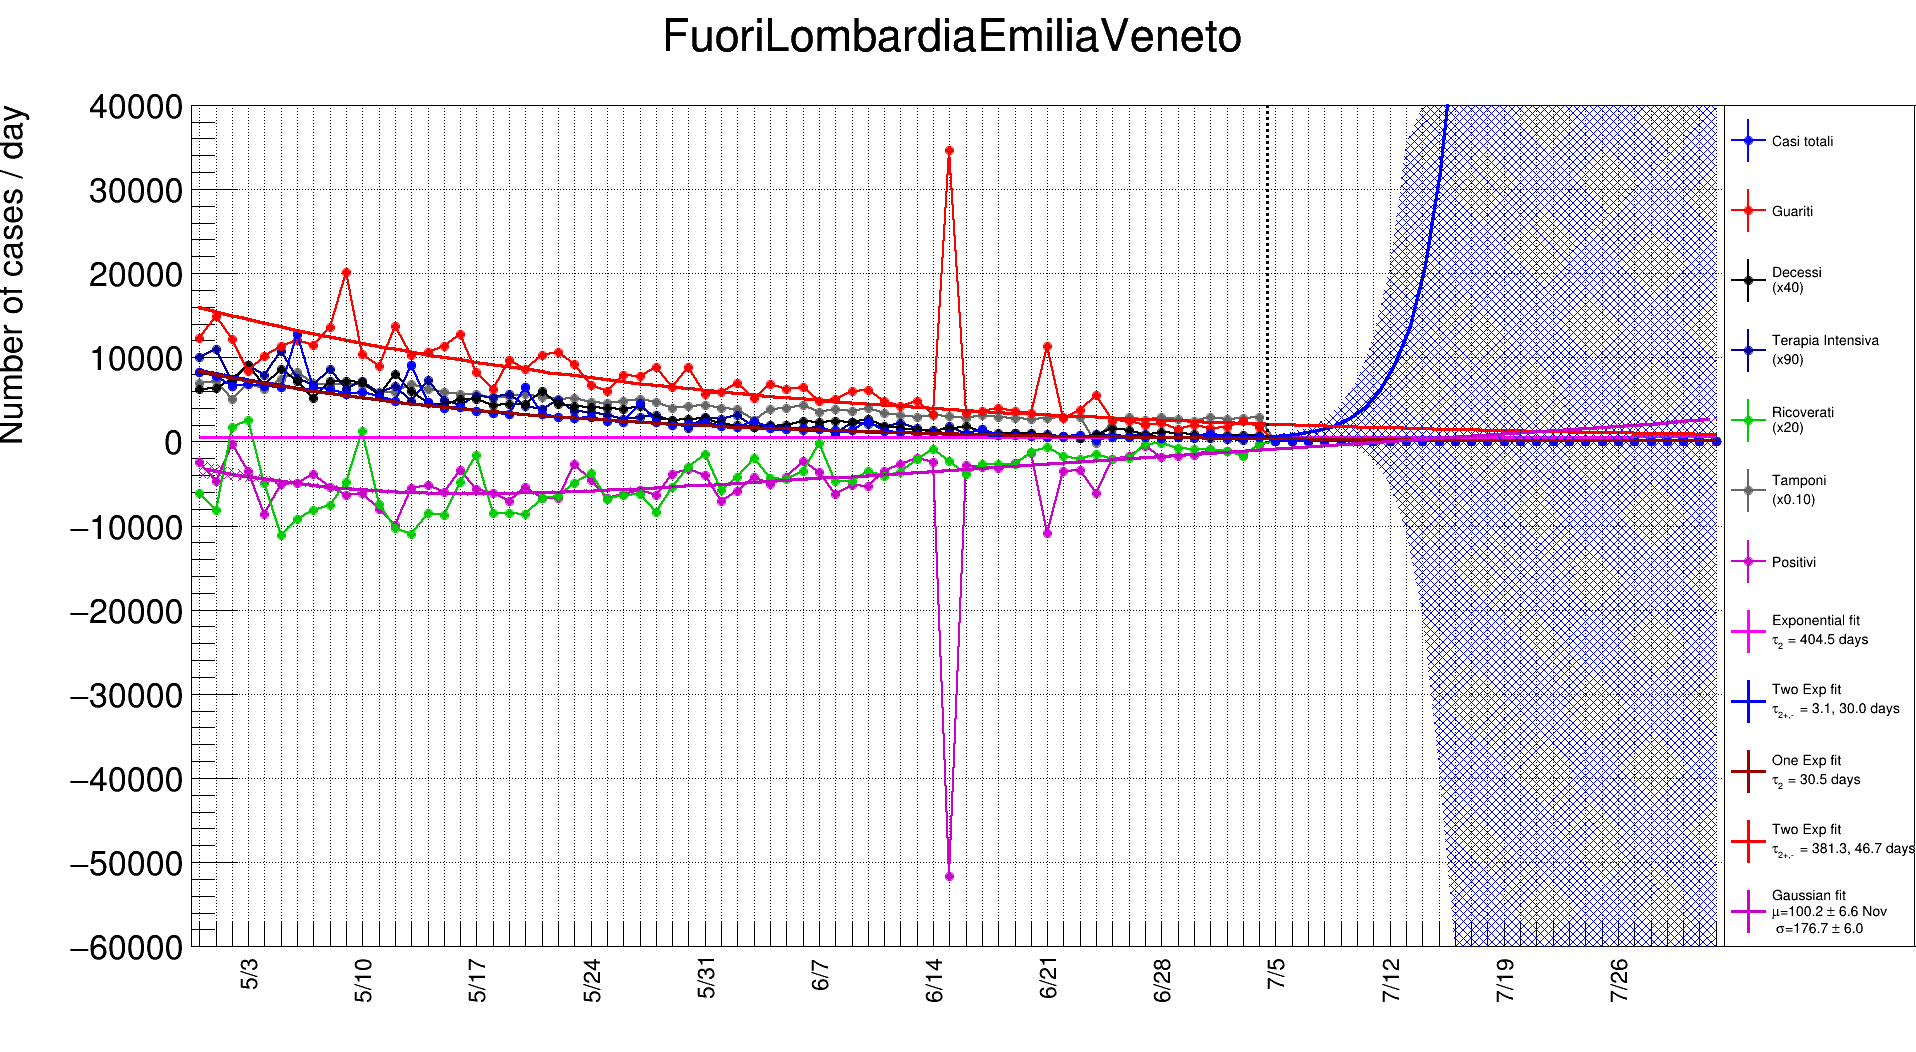 FuoriLombardiaEmiliaVeneto
Number of cases / day
40000
30000
20000
10000
0
−10000
−20000
−30000
−40000
−50000
−60000
5/3
5/10
5/17
5/24
5/31
6/7
6/14
6/21
6/28
7/5
7/12
7/19
7/26
Casi totali
Guariti
Decessi
(x40)
Terapia Intensiva
(x90)
Ricoverati
(x20)
Tamponi
(x0.10)
Positivi
Exponential fit
τ2 = 404.5 days
Two Exp fit
τ2+,- = 3.1, 30.0 days
One Exp fit
τ2 = 30.5 days
Two Exp fit
τ2+,- = 381.3, 46.7 days
Gaussian fit
μ=100.2 ± 6.6 Nov
σ=176.7 ± 6.0